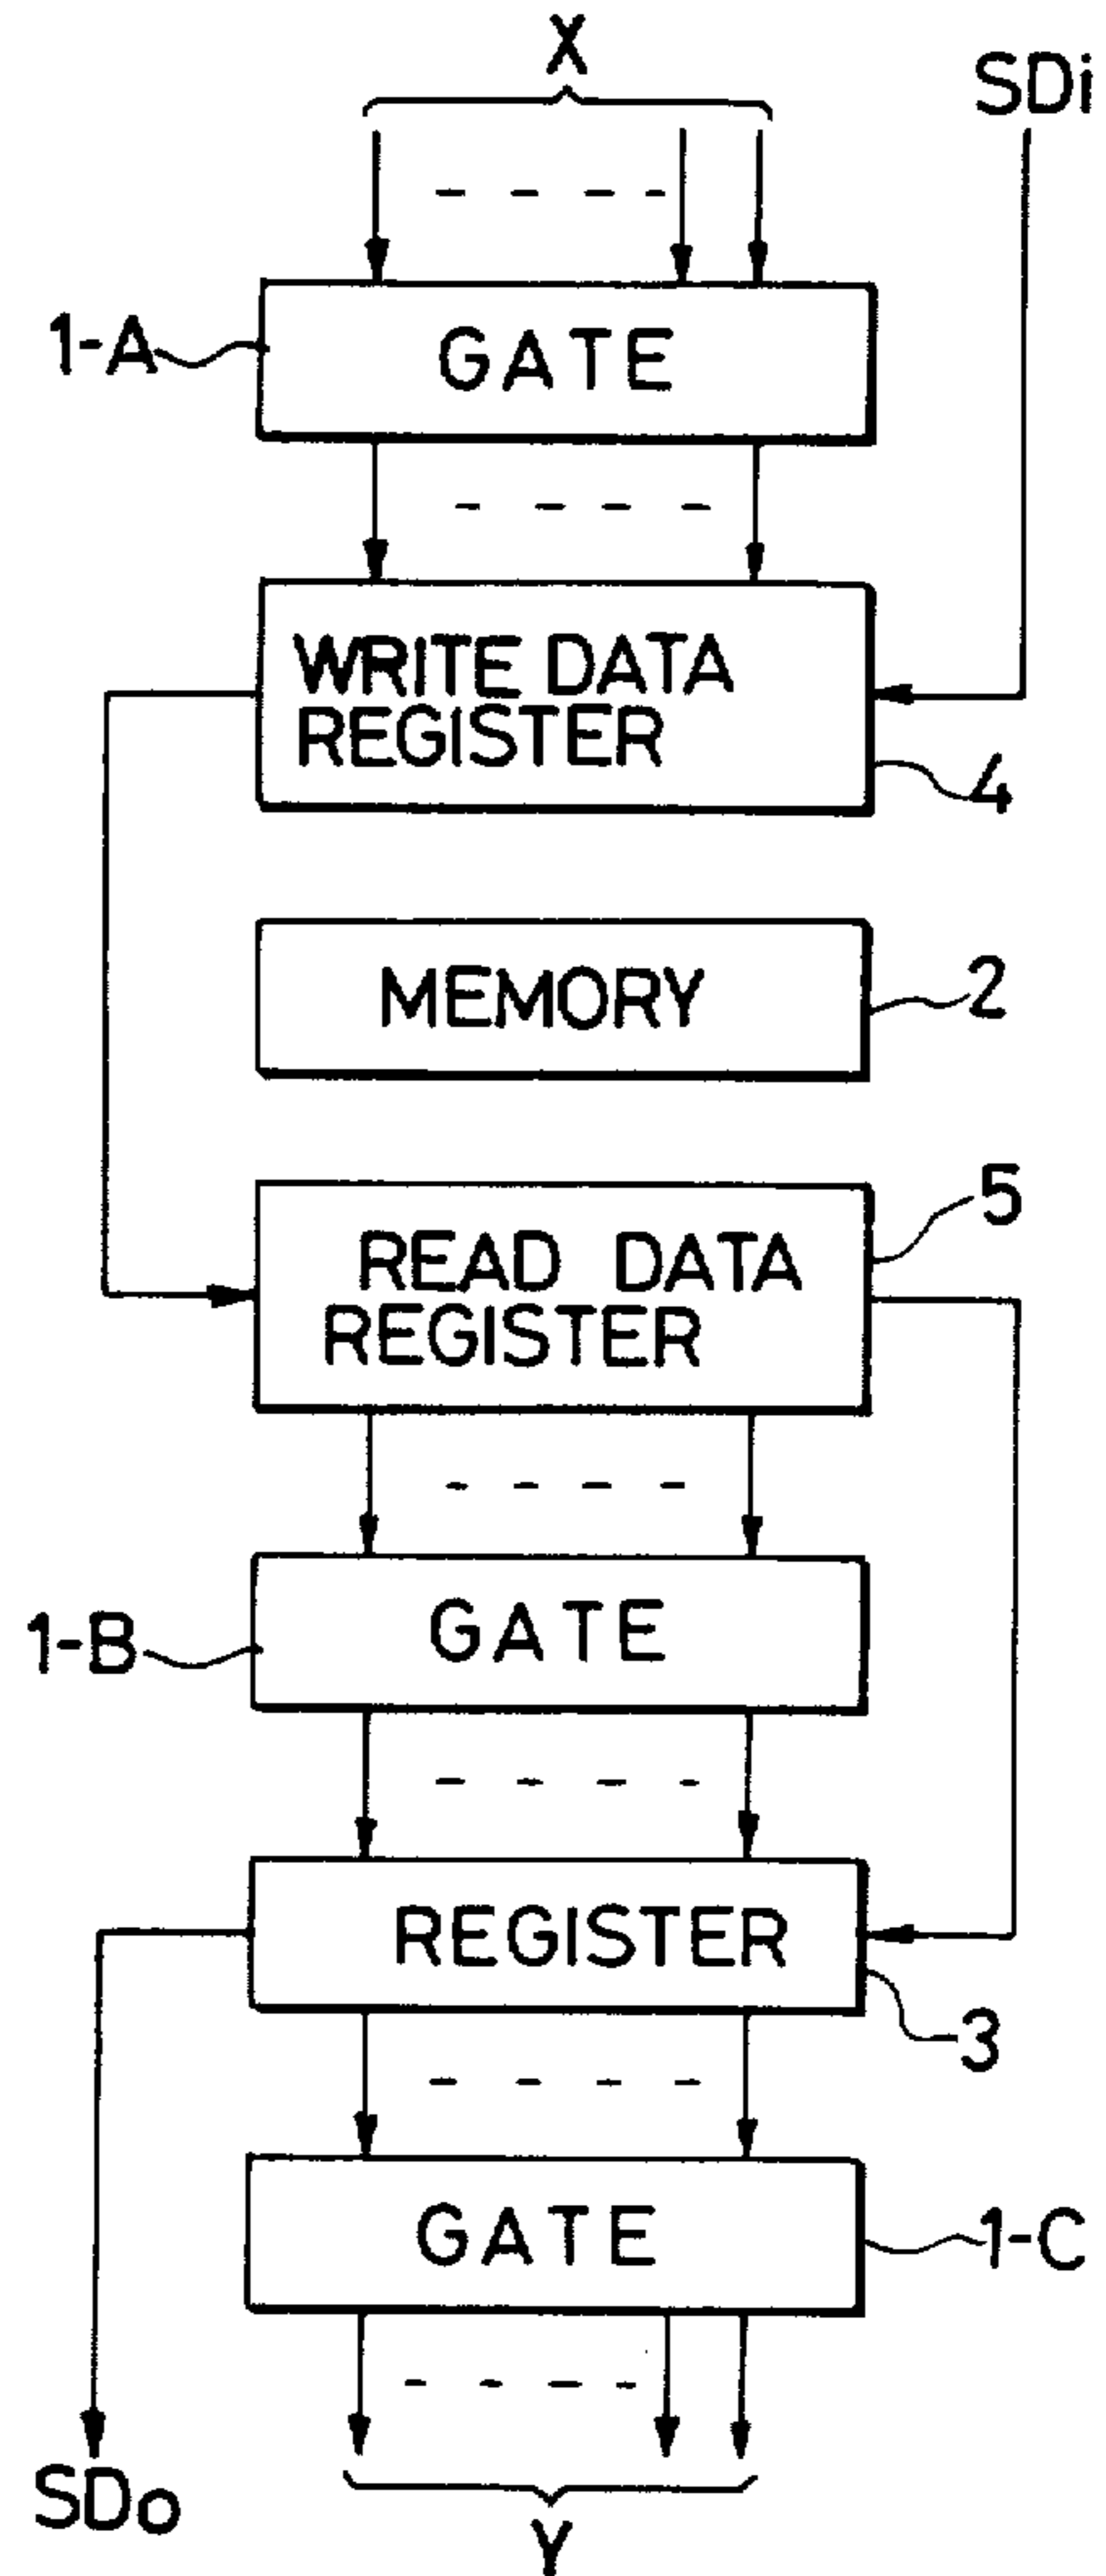 X
SDi
1-A
GATE
WRITE DATA
REGISTER
4
MEMORY
2
5
READ DATA
REGISTER
1-B
GATE
REGISTER
3
GATE
1-C
SDo
Y